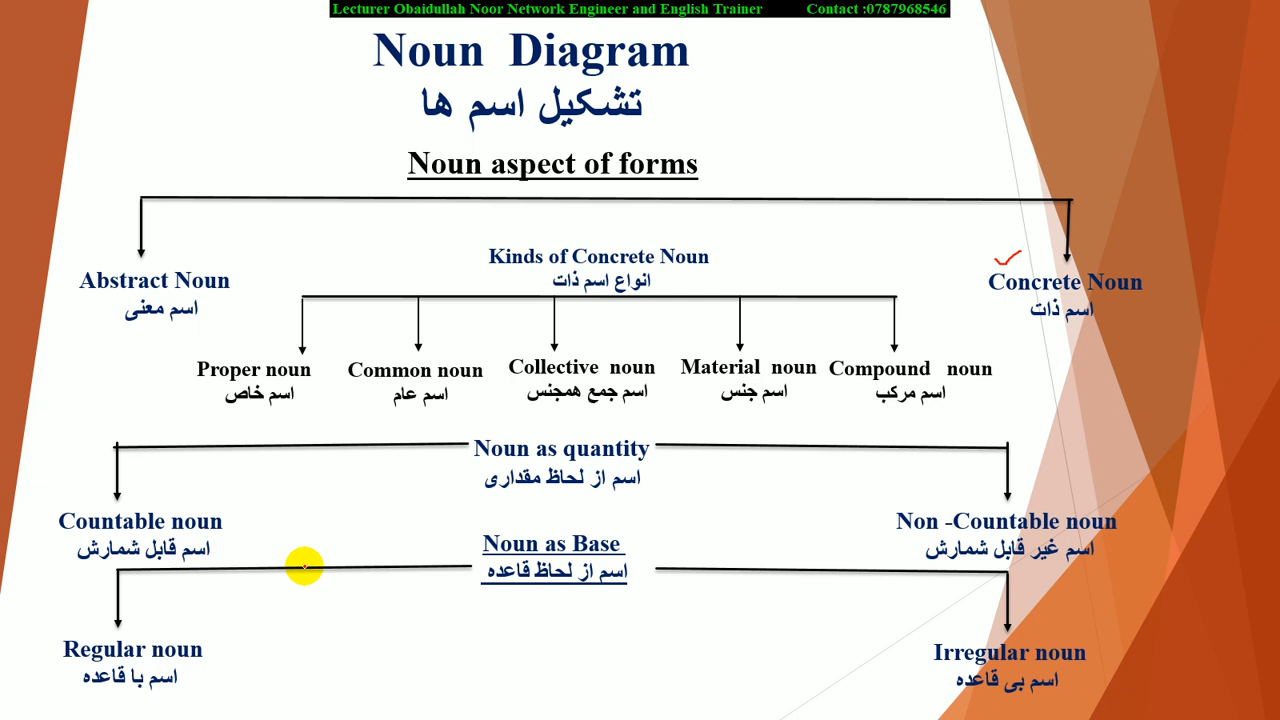 Lecturer Obaidullah Noor Network Engineer and English Trainer Contact :0787968546
Noun Diagram
تشکیل اسم ها
Noun aspect of forms
Kinds of Concrete Noun
انواع اسم ذات
Abstract Noun
اسم معنی
Concrete Noun
اسم ذات
Proper noun
اسم خاص
Common noun
اسم عام
Collective noun
اسم جمع همجنس
Material noun
اسم جنس
Compound noun
اسم مرکب
Noun as quantity
اسم از لحاظ مقداری
Countable noun
اسم قابل شمارش
Non -Countable noun
اسم غیر قابل شمارش
Noun as Base
اسم از لحاظ قاعده
Regular noun
اسم با قاعده
Irregular noun
اسم بی قاعده